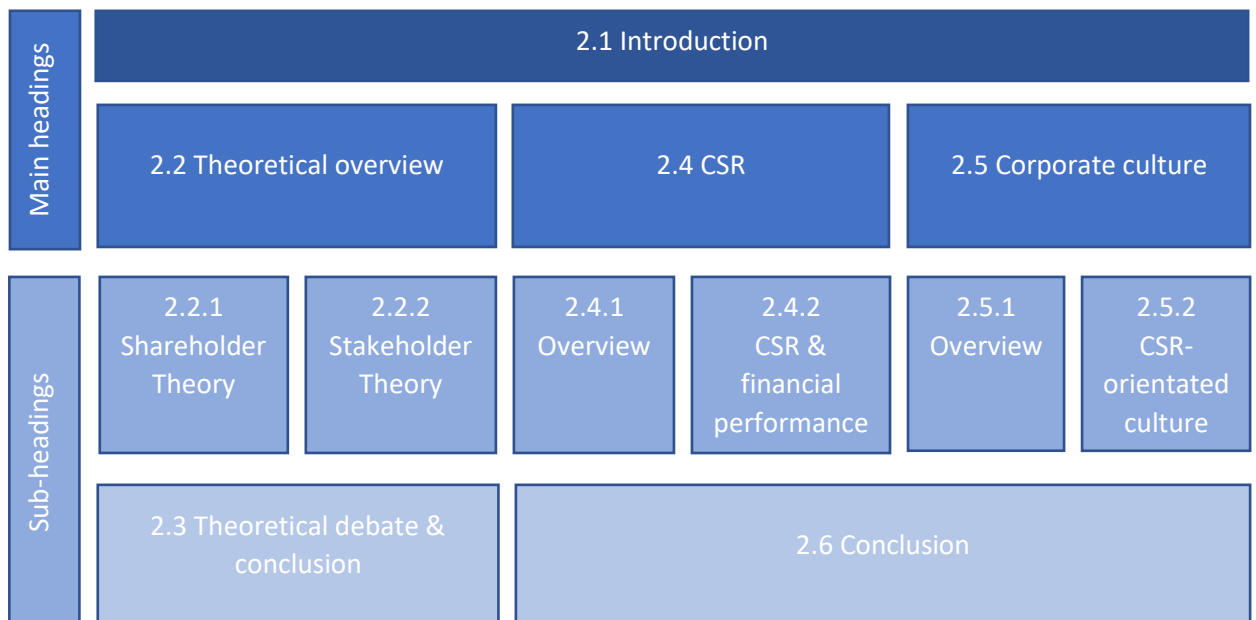 Main headings
2.1 Introduction
2.2 Theoretical overview
2.4 CSR
2.5 Corporate culture
Sub-headings
2.2.1
Shareholder
Theory
2.2.2
Stakeholder
Theory
2.4.1
Overview
2.4.2
CSR &
financial
performance
2.5.1
Overview
2.5.2
CSR-
orientated
culture
2.3 Theoretical debate &
conclusion
2.6 Conclusion